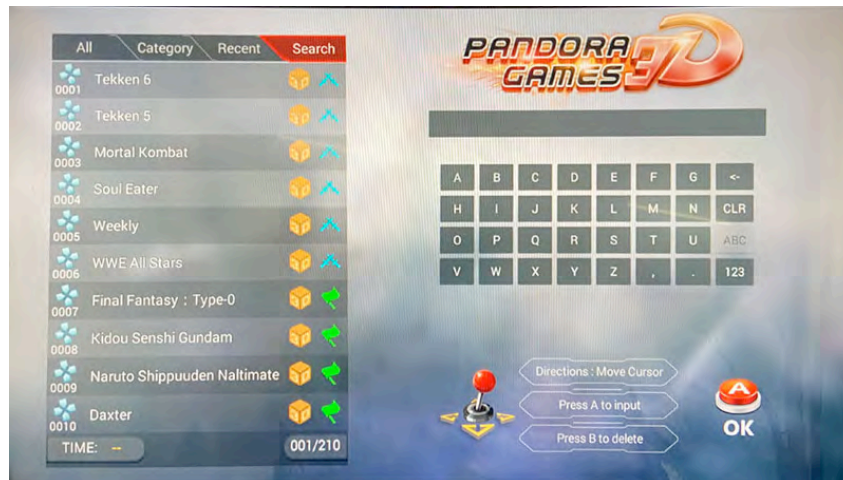 All Category Recent Search
0001 Tekken 6
0002 Tekken 5
0003 Mortal Kombat
0004 Soul Eater
0005 Weekly
0006 WWE All Stars
0007 Final Fantasy : Type-0
0008 Kidou Senshi Gundam
0009 Naruto Shippuuden Naltimate
0010 Daxter
TIME: -- 001/210
PANDORA
GAMES 3D
A B C D E F G <-
H I J K L M N CLR
O P Q R S T U ABC
V W X Y Z , . 123
Directions : Move Cursor
Press A to input
Press B to delete
A
OK